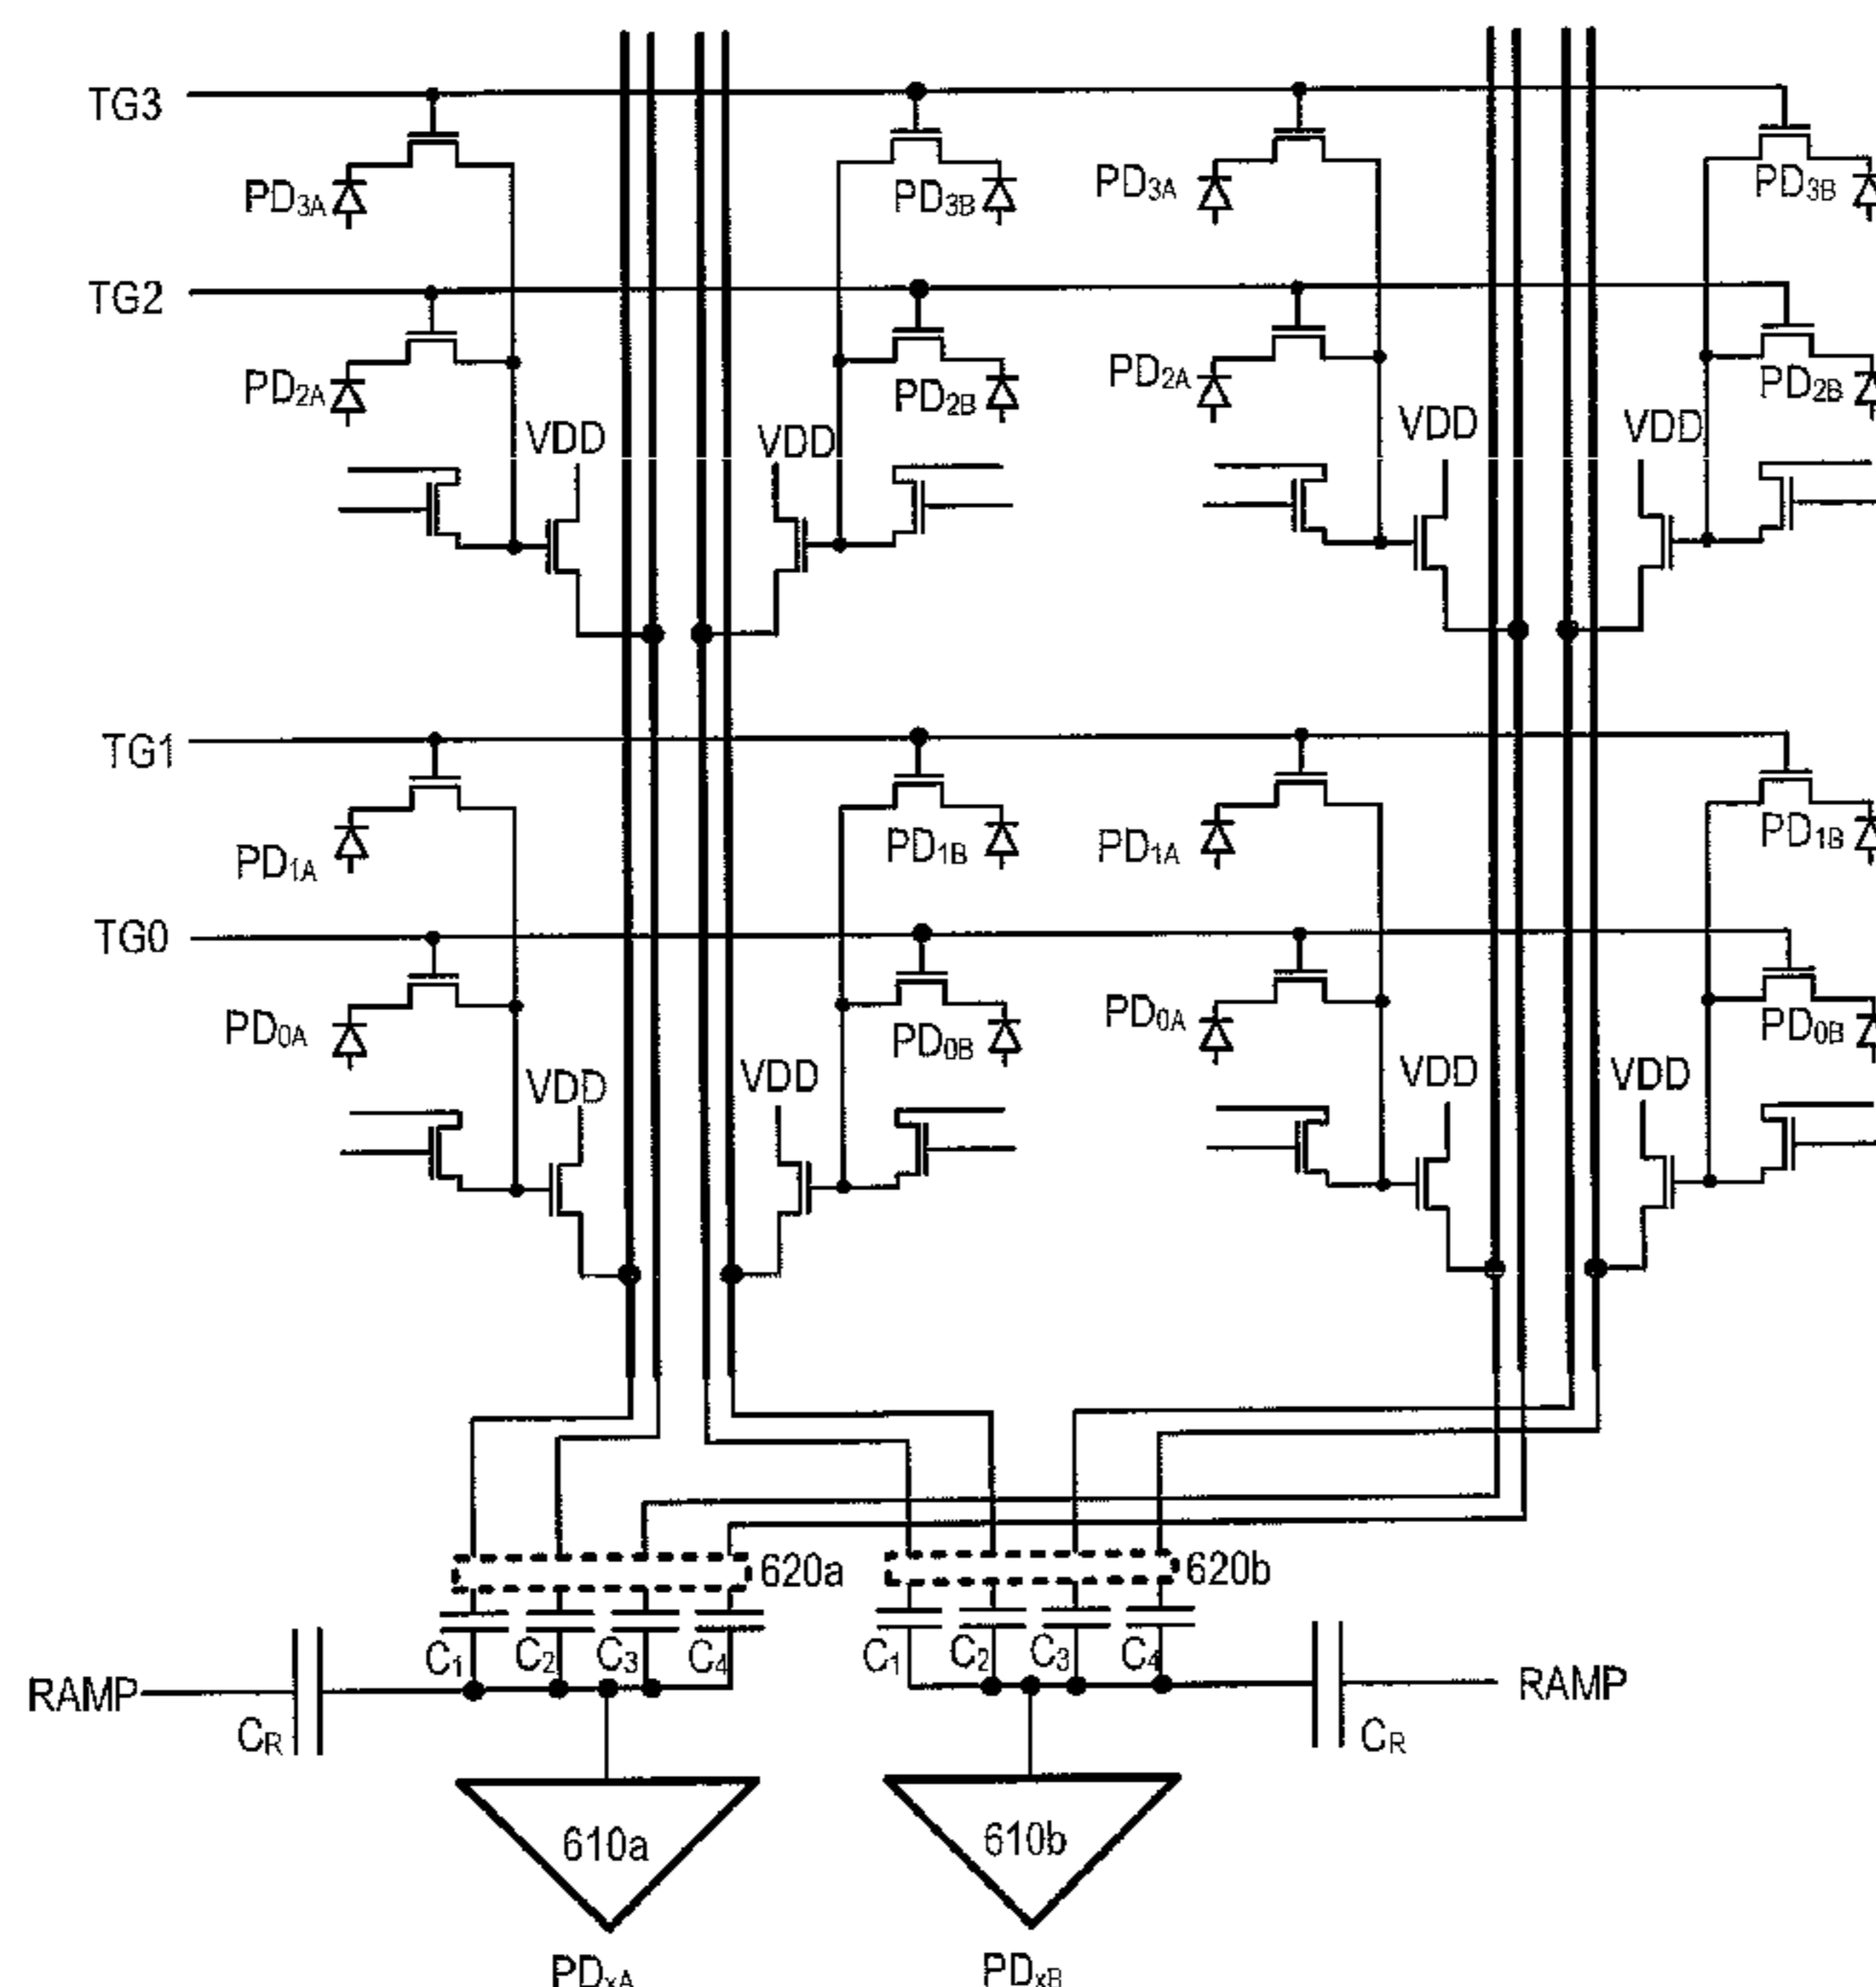 TG3
PD3A
PD3B
PD3A
PD3B
TG2
PD2A
PD2B
PD2A
PD2B
VDD
VDD
VDD
VDD
TG1
PD1A
PD1B
PD1A
PD1B
TG0
PD0A
PD0B
PD0A
PD0B
VDD
VDD
VDD
VDD
620a
620b
C1 C2 C3 C4
C1 C2 C3 C4
RAMP
CR
CR
RAMP
610a
610b
PDxA
PDxB